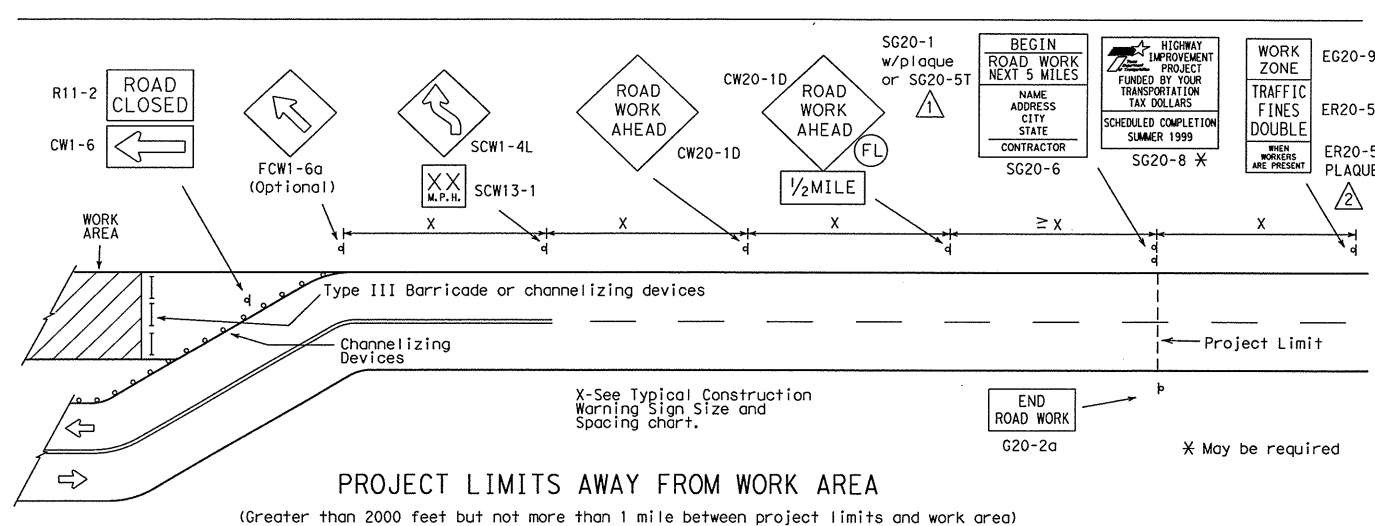 R11-2
ROAD
CLOSED
CW1-6
FCW1-6a
(Optional)
SCW1-4L
XX
M.P.H.
SCW13-1
ROAD
WORK
AHEAD
CW20-1D
CW20-1D
ROAD
WORK
AHEAD
FL
1/2 MILE
SG20-1
w/plaque
or SG20-5T
1
BEGIN
ROAD WORK
NEXT 5 MILES
NAME
ADDRESS
CITY
STATE
CONTRACTOR
SG20-6
HIGHWAY
IMPROVEMENT
PROJECT
FUNDED BY YOUR
TRANSPORTATION
TAX DOLLARS
SCHEDULED COMPLETION
SUMMER 1999
SG20-8 *
WORK
ZONE
TRAFFIC
FINES
DOUBLE
WHEN
WORKERS
ARE PRESENT
EG20-9
ER20-5
ER20-5
PLAQUE
2
WORK
AREA
X
X
X
≥ X
X
Type III Barricade or channelizing devices
Channelizing
Devices
Project Limit
X-See Typical Construction
Warning Sign Size and
Spacing chart.
END
ROAD WORK
G20-2a
* May be required
PROJECT LIMITS AWAY FROM WORK AREA
(Greater than 2000 feet but not more than 1 mile between project limits and work area)